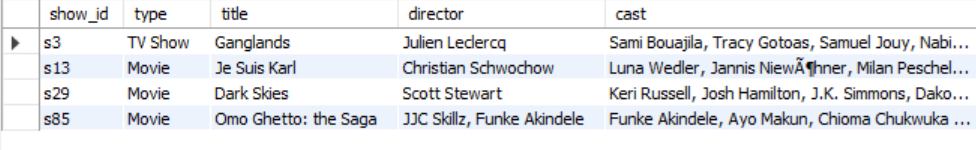 show_id type title director cast
s3 TV Show Ganglands Julien Leclercq Sami Bouajila, Tracy Gotoas, Samuel Jouy, Nabi...
s13 Movie Je Suis Karl Christian Schwochow Luna Wedler, Jannis NiewÃ¶hner, Milan Peschel...
s29 Movie Dark Skies Scott Stewart Keri Russell, Josh Hamilton, J.K. Simmons, Dako...
s85 Movie Omo Ghetto: the Saga JJC Skillz, Funke Akindele Funke Akindele, Ayo Makun, Chioma Chukwuka ...